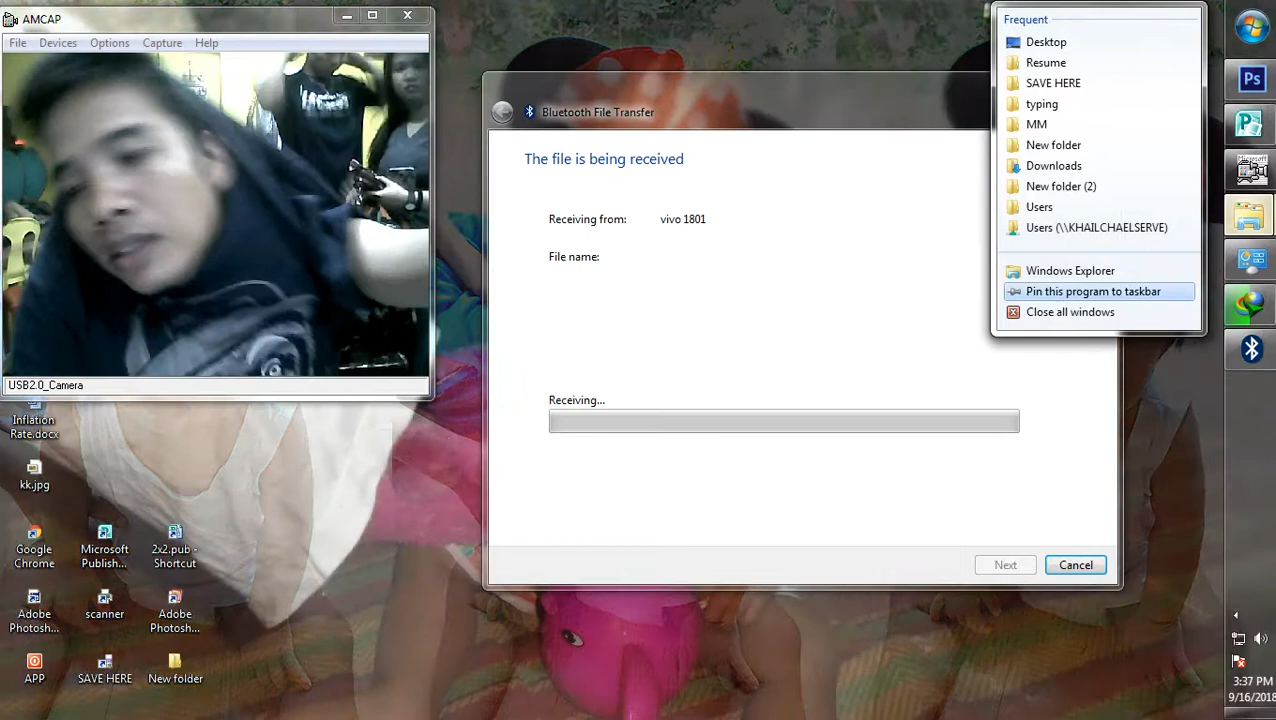 AMCAP
File Devices Options Capture Help
USB2.0_Camera
Inflation
Rate.docx
kk.jpg
Google
Chrome
Microsoft
Publish...
2x2.pub -
Shortcut
Adobe
Photosh...
scanner
Adobe
Photosh...
APP
SAVE HERE
New folder
Bluetooth File Transfer
The file is being received
Receiving from: vivo 1801
File name:
Receiving...
Next Cancel
Frequent
Desktop
Resume
SAVE HERE
typing
MM
New folder
Downloads
New folder (2)
Users
Users (\\KHAILCHAELSERVE)
Windows Explorer
Pin this program to taskbar
Close all windows
Ps
Microsoft
3:37 PM
9/16/2018